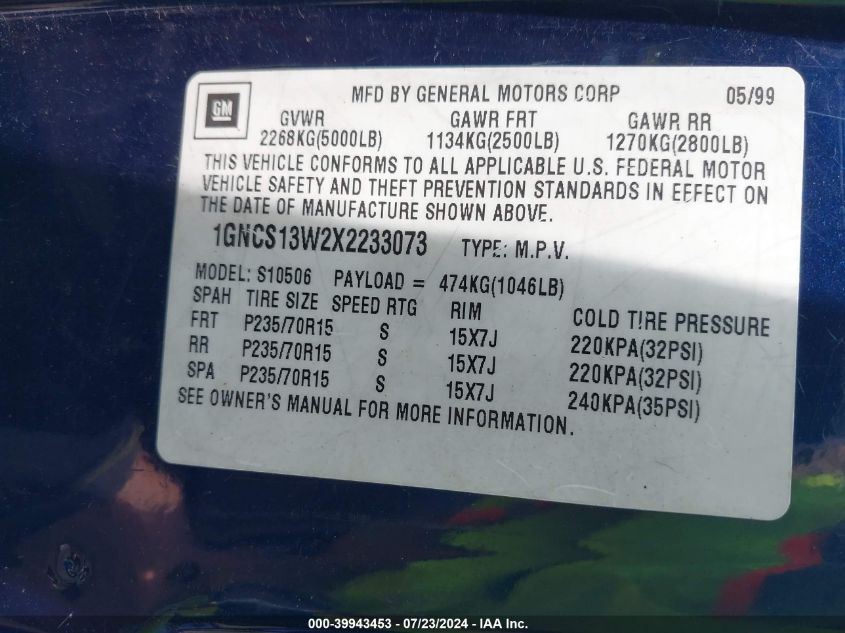 GM
MFD BY GENERAL MOTORS CORP 05/99
GVWR GAWR FRT GAWR RR
2268KG(5000LB) 1134KG(2500LB) 1270KG(2800LB)
THIS VEHICLE CONFORMS TO ALL APPLICABLE U.S. FEDERAL MOTOR
VEHICLE SAFETY AND THEFT PREVENTION STANDARDS IN EFFECT ON
THE DATE OF MANUFACTURE SHOWN ABOVE.
1GNCS13W2X2233073 TYPE: M.P.V.
MODEL: S10506 PAYLOAD = 474KG(1046LB)
SPAH TIRE SIZE SPEED RTG RIM COLD TIRE PRESSURE
FRT P235/70R15 S 15X7J 220KPA(32PSI)
RR P235/70R15 S 15X7J 220KPA(32PSI)
SPA P235/70R15 S 15X7J 240KPA(35PSI)
SEE OWNER'S MANUAL FOR MORE INFORMATION.
000-39943453 - 07/23/2024 - IAA Inc.